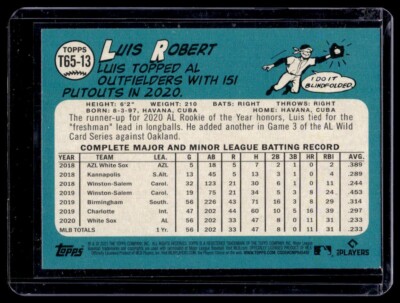 TOPPS
T65-13
LUIS ROBERT
LUIS TOPPED AL
OUTFIELDERS WITH 151
PUTOUTS IN 2020.
I DO IT
BLINDFOLDED!
HEIGHT: 6'2" WEIGHT: 210 BATS: RIGHT THROWS: RIGHT
BORN: 8-3-97, HAVANA, CUBA HOME: HAVANA, CUBA
The runner-up for 2020 AL Rookie of the Year honors, Luis tied for the
"freshman" lead in longballs. He added another in Game 3 of the AL Wild
Card Series against Oakland.
COMPLETE MAJOR AND MINOR LEAGUE BATTING RECORD
YEAR TEAM LEA. G AB R H 2B 3B HR RBI AVG.
2018 AZL White Sox AZL 5 18 5 7 2 1 0 2 .389
2018 Kannapolis S.Atl. 13 45 5 13 3 1 0 4 .289
2018 Winston-Salem Carol. 32 123 21 30 6 1 0 11 .244
2019 Winston-Salem Carol. 19 75 21 34 5 3 8 24 .453
2019 Birmingham South. 56 226 43 71 16 3 8 29 .314
2019 Charlotte Int. 47 202 44 60 10 1 16 39 .297
2020 White Sox AL 56 202 33 47 8 0 11 31 .233
MLB TOTALS 1 Yr. 56 202 33 47 8 0 11 31 .233
TOPPS
PLAYERS